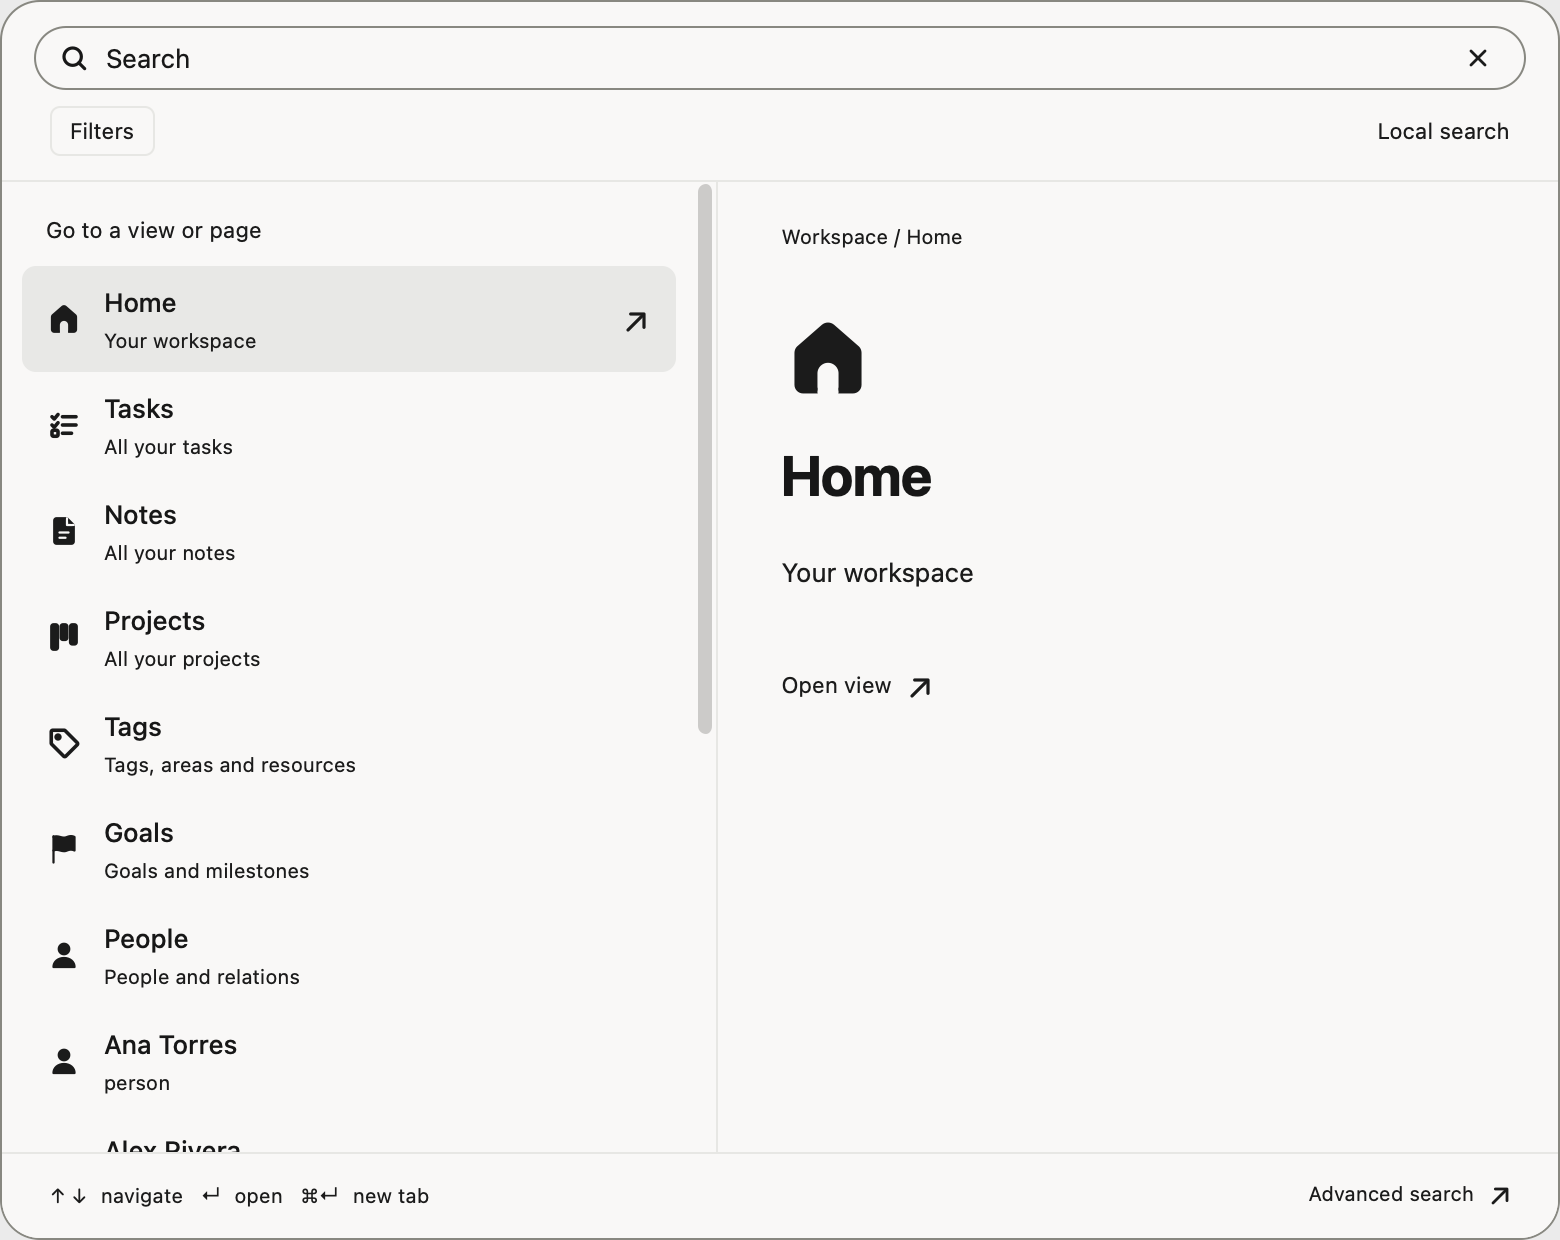 Search
Filters
Local search
Go to a view or page
Home
Your workspace
Tasks
All your tasks
Notes
All your notes
Projects
All your projects
Tags
Tags, areas and resources
Goals
Goals and milestones
People
People and relations
Ana Torres
person
Alex Rivera
Workspace / Home
Home
Your workspace
Open view
↑ ↓ navigate ↵ open ⌘↵ new tab
Advanced search